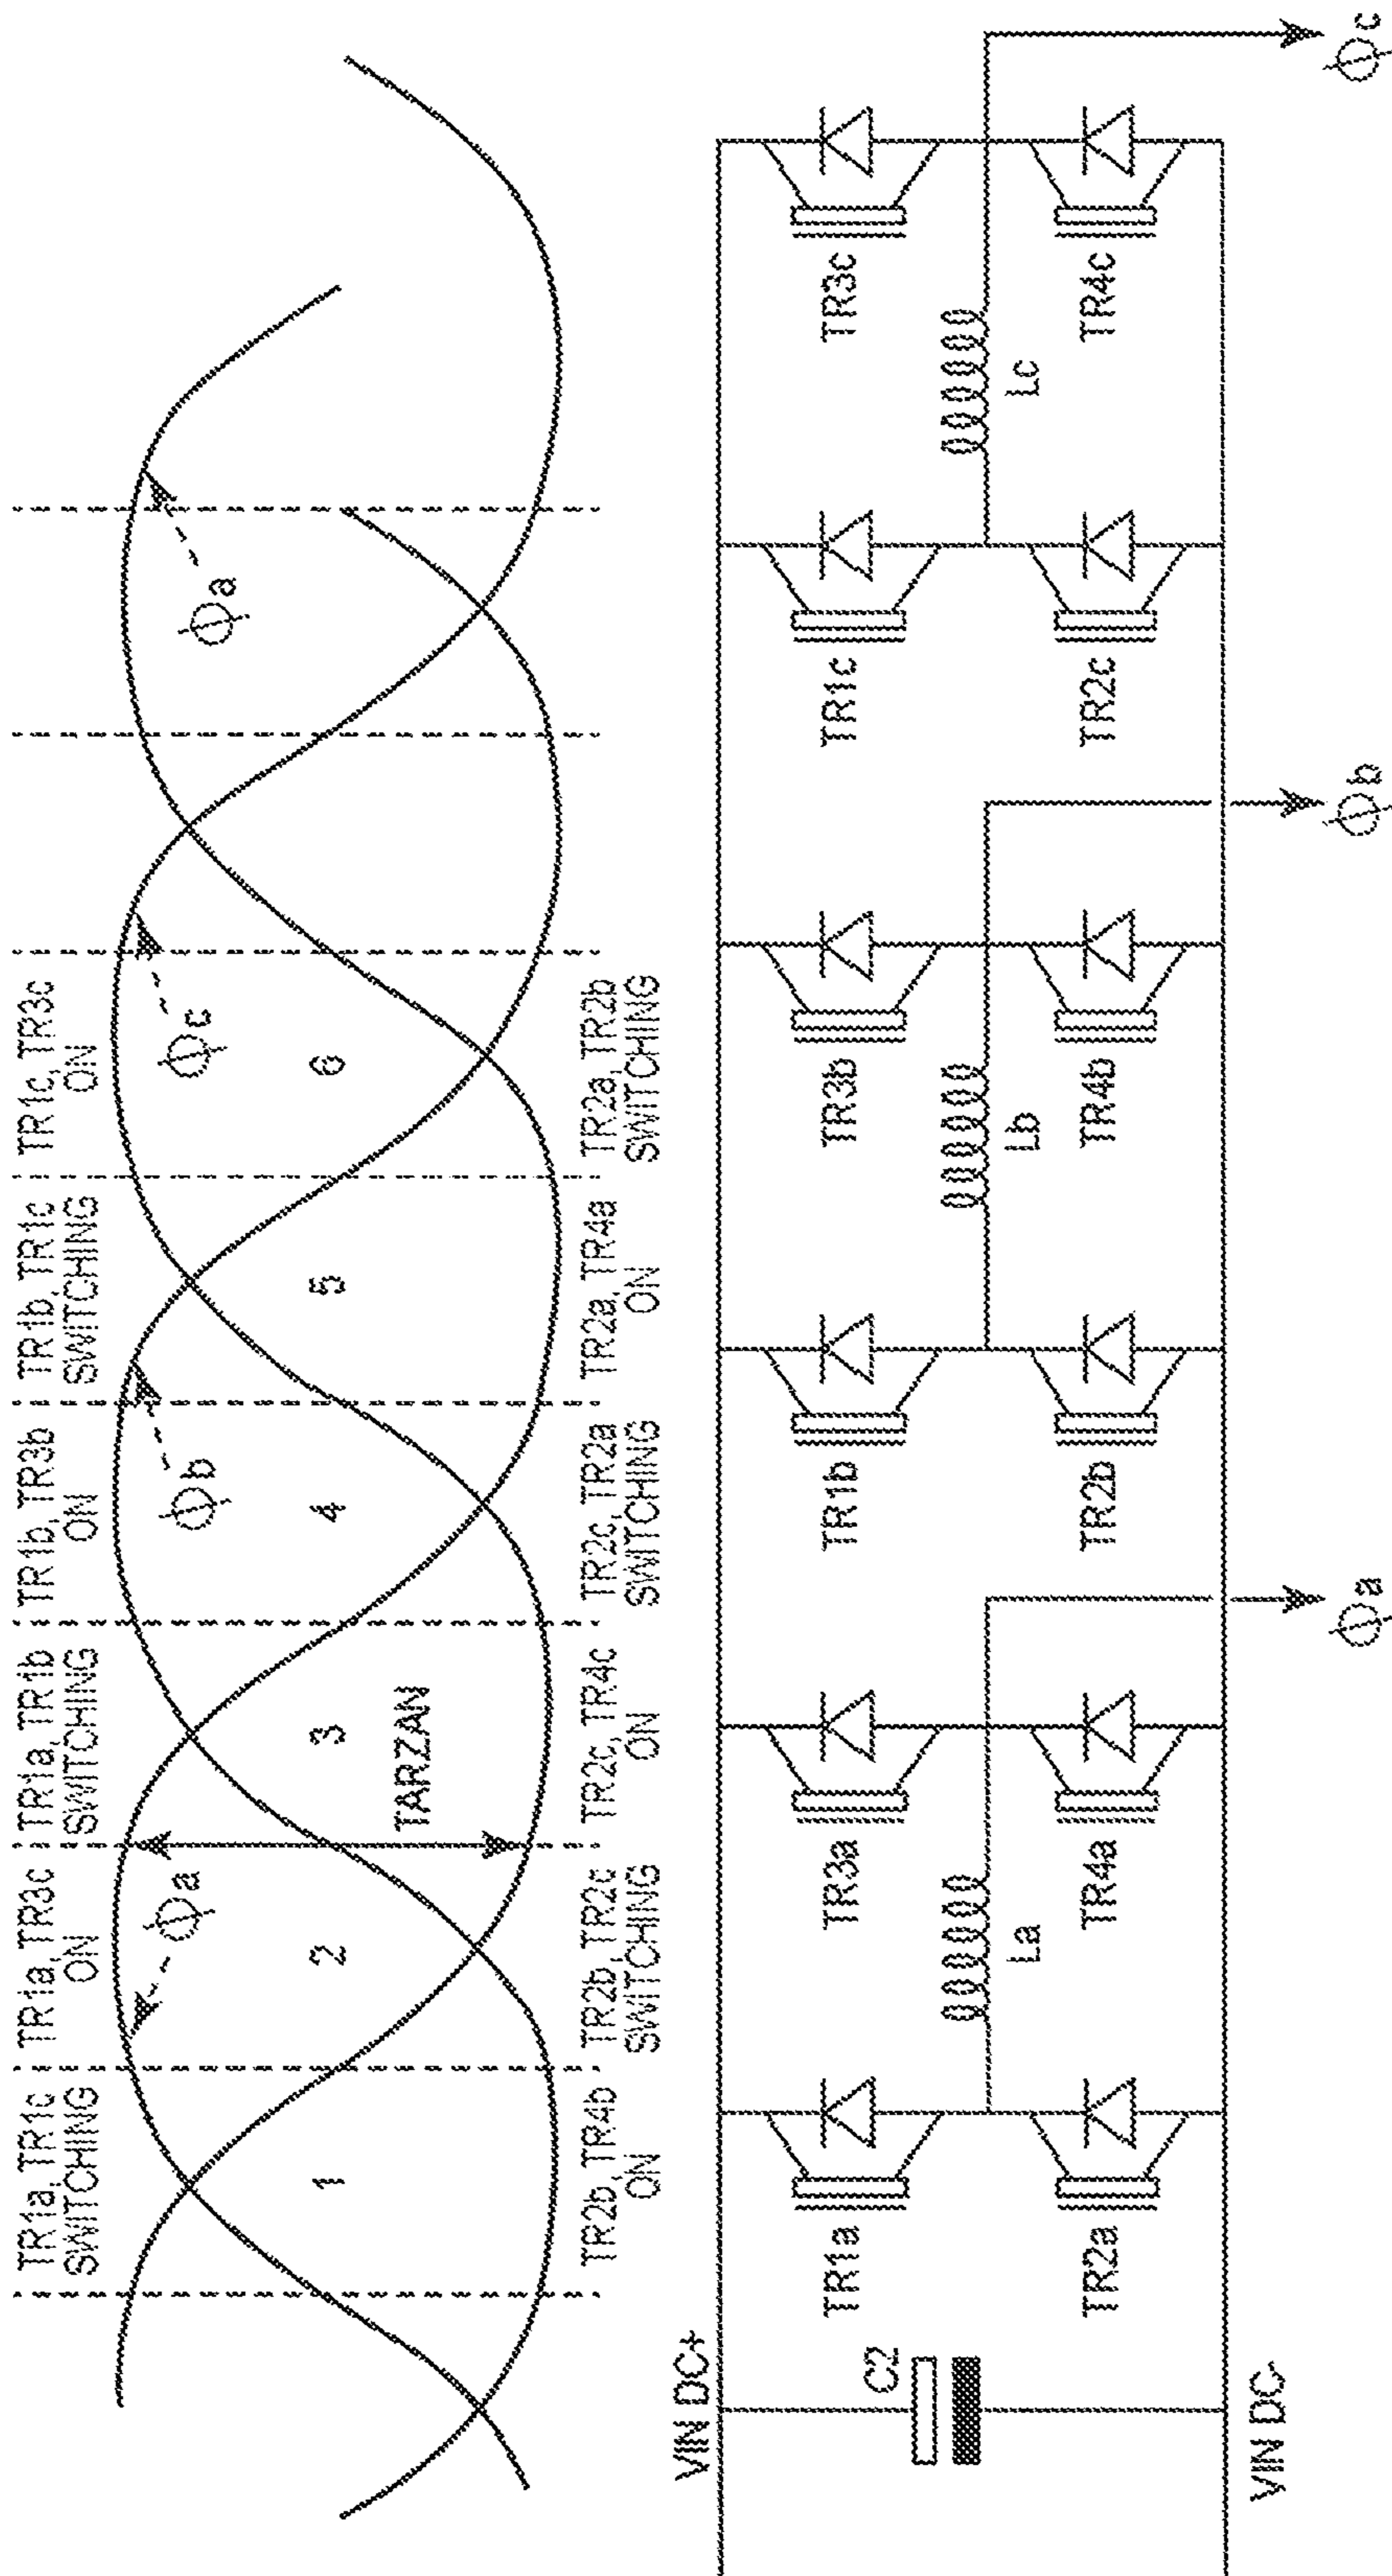 TR1a, TR1c
SWITCHING
TR1a, TR3c
ON
TR1a, TR1b
SWITCHING
TR1b, TR3b
ON
TR1b, TR1c
SWITCHING
TR1c, TR3c
ON
ϕa
ϕb
ϕc
ϕa
1
2
3
4
5
6
TARZAN
TR2b, TR4b
ON
TR2b, TR2c
SWITCHING
TR2c, TR4c
ON
TR2c, TR2a
SWITCHING
TR2a, TR4a
ON
TR2a, TR2b
SWITCHING
VIN DC+
C2
TR1a
TR3a
TR1b
TR3b
TR1c
TR3c
La
Lb
Lc
TR2a
TR4a
TR2b
TR4b
TR2c
TR4c
VIN DC-
ϕa
ϕb
ϕc